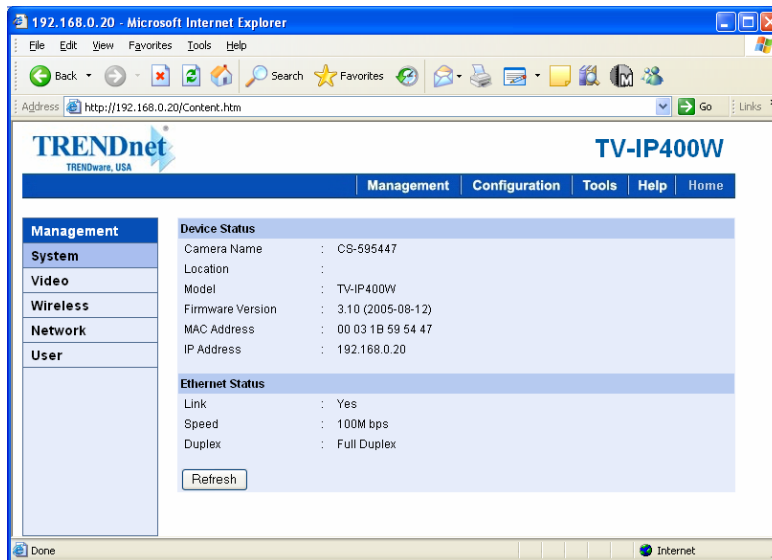 192.168.0.20 - Microsoft Internet Explorer
File Edit View Favorites Tools Help
Back Search Favorites
Address http://192.168.0.20/Content.htm Go Links
TRENDnet
TRENDware, USA
TV-IP400W
Management Configuration Tools Help Home
Management
System
Video
Wireless
Network
User
Device Status
Camera Name : CS-595447
Location :
Model : TV-IP400W
Firmware Version : 3.10 (2005-08-12)
MAC Address : 00 03 1B 59 54 47
IP Address : 192.168.0.20
Ethernet Status
Link : Yes
Speed : 100M bps
Duplex : Full Duplex
Refresh
Done Internet